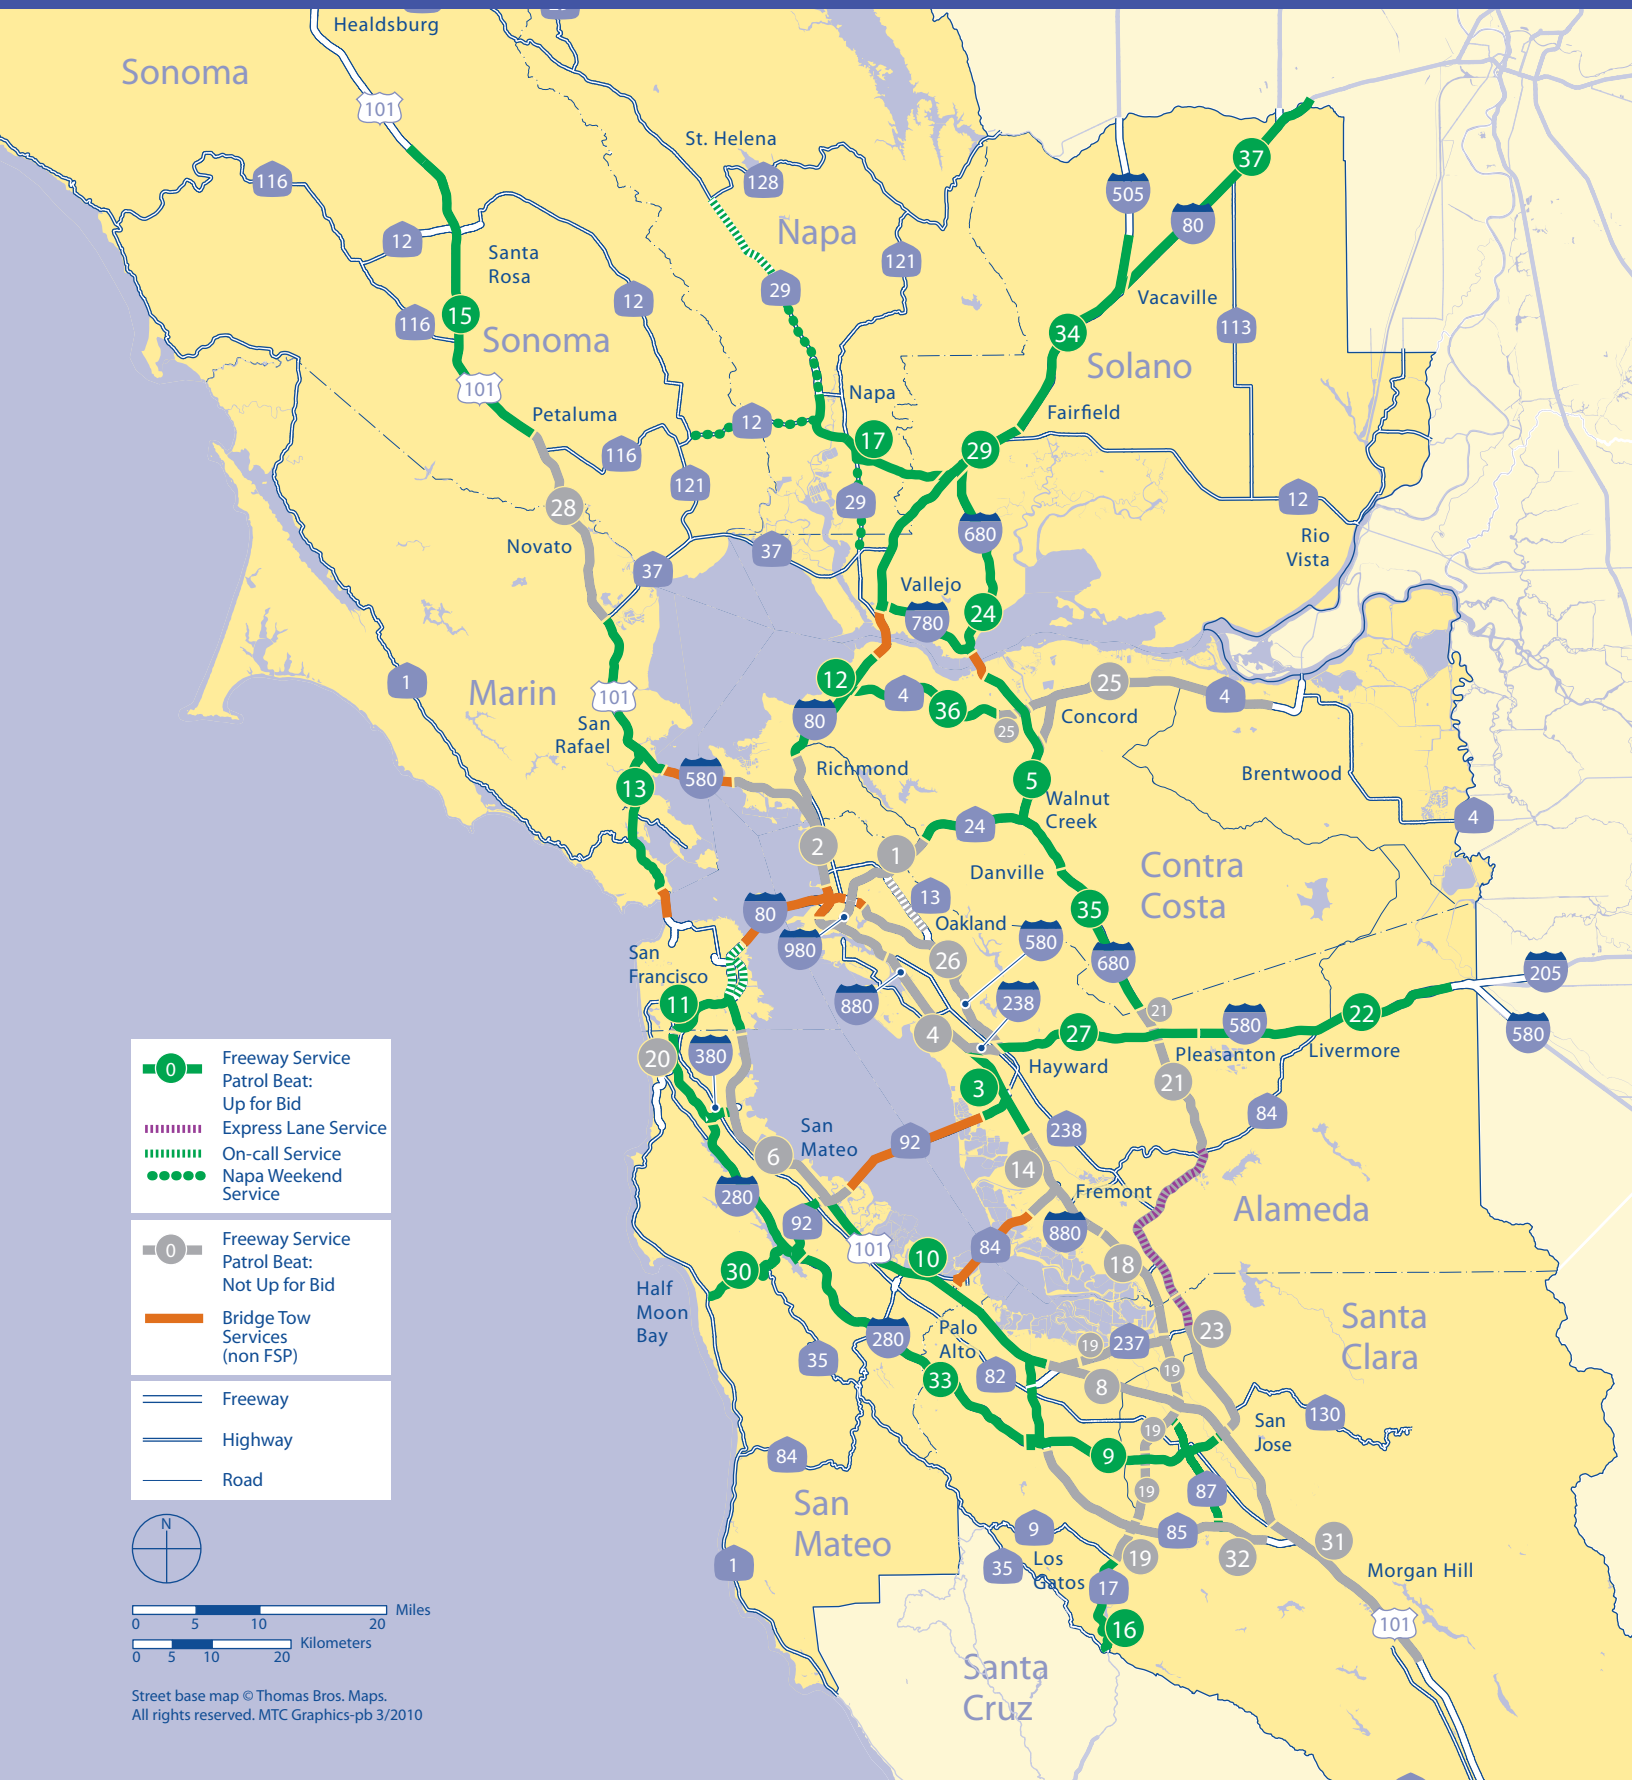 Healdsburg
29
Sonoma
101
37
St. Helena
116
128
505
80
12
Napa
121
Santa
Rosa
29
12
Vacaville
15
116
Sonoma
34
113
Solano
101
Napa
Petaluma
12
Fairfield
17
29
116
121
28
29
12
680
Novato
37
Rio
Vista
37
Vallejo
24
780
1
12
25
Marin
101
4
36
4
80
25
Concord
San
Rafael
Richmond
580
5
Brentwood
13
Walnut
Creek
24
4
2
1
Contra
Costa
Danville
13
80
35
Oakland
980
580
San
Francisco
26
680
205
880
238
11
21
22
4
27
580
580
20
380
Hayward
Pleasanton
Livermore
3
21
84
San
Mateo
92
238
6
14
Fremont
280
Alameda
92
880
101
10
84
18
30
Half
Moon
Bay
Santa
Clara
280
Palo
Alto
19
237
23
35
33
82
8
19
130
San
Jose
19
9
84
19
87
San
Mateo
9
85
31
1
35
Los
Gatos
19
32
Morgan Hill
17
101
16
Santa
Cruz
0
Freeway Service
Patrol Beat:
Up for Bid
Express Lane Service
On-call Service
Napa Weekend
Service
0
Freeway Service
Patrol Beat:
Not Up for Bid
Bridge Tow
Services
(non FSP)
Freeway
Highway
Road
N
Miles
0 5 10 20
Kilometers
0 5 10 20
Street base map © Thomas Bros. Maps.
All rights reserved. MTC Graphics-pb 3/2010